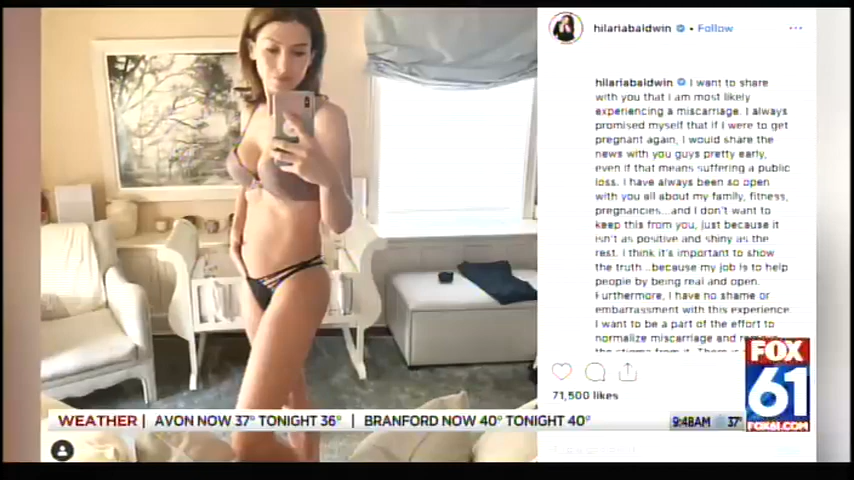 hilariabaldwin • Follow
hilariabaldwin I want to share
with you that I am most likely
experiencing a miscarriage. I always
promised myself that if I were to get
pregnant again, I would share the
news with you guys pretty early,
even if that means suffering a public
loss. I have always been so open
with you all about my family, fitness,
pregnancies...and I don't want to
keep this from you, just because it
isn't as positive and shiny as the
rest. I think it's important to show
the truth...because my job is to help
people by being real and open.
Furthermore, I have no shame or
embarrassment with this experience.
I want to be a part of the effort to
normalize miscarriage and
71,500 likes
FOX
61
FOX61.COM
WEATHER | AVON NOW 37° TONIGHT 36° | BRANFORD NOW 40° TONIGHT 40°
9:48AM 37°